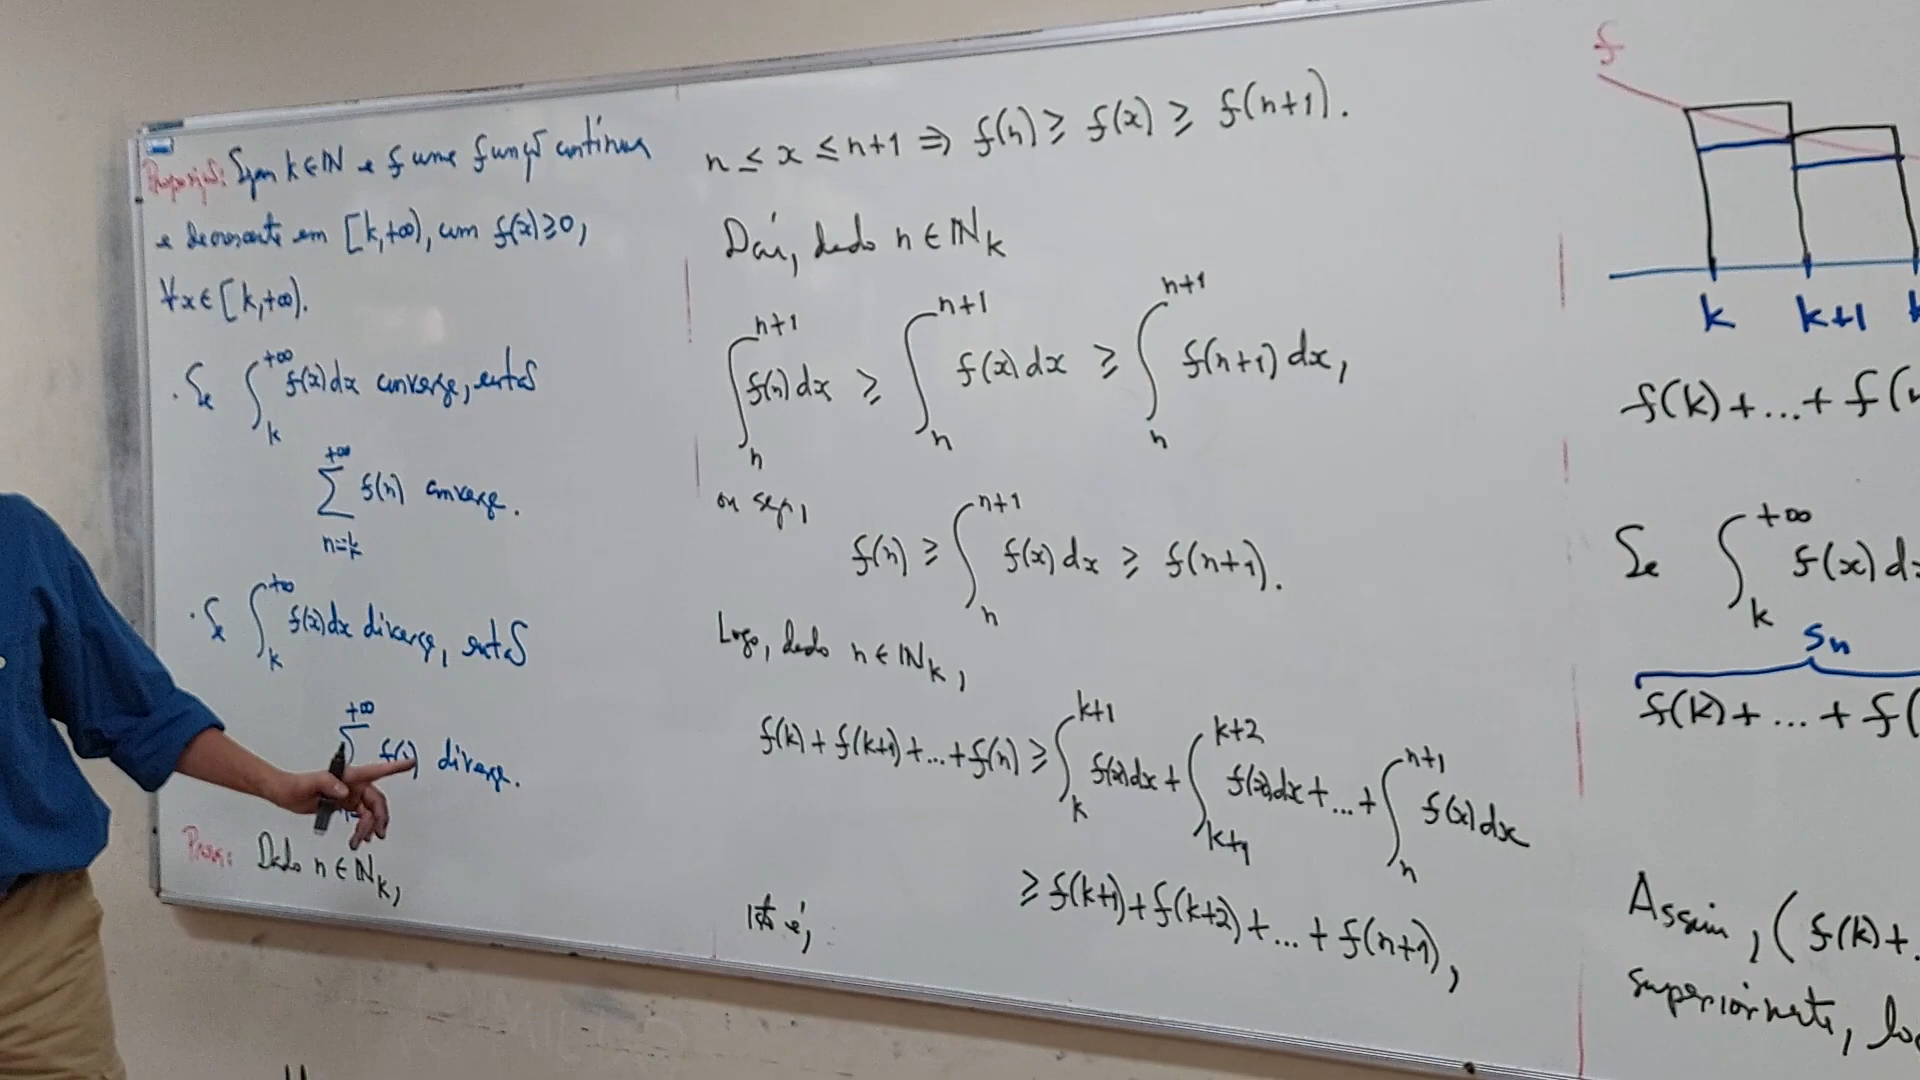 Proposição: Sejam k ∈ ℕ e f uma função contínua
e decrescente em [k,+∞), com f(x) ≥ 0,
∀x ∈ [k,+∞).
· Se ∫_k^{+∞} f(x)dx converge, então
∑_{n=k}^{+∞} f(n) converge.
· Se ∫_k^{+∞} f(x)dx diverge, então
+∞
diverge.
Prova: Dado n ∈ ℕ_k,
n ≤ x ≤ n+1 ⇒ f(n) ≥ f(x) ≥ f(n+1).
Daí, dado n ∈ ℕ_k
∫_n^{n+1} f(n)dx ≥ ∫_n^{n+1} f(x)dx ≥ ∫_n^{n+1} f(n+1)dx,
ou seja,
f(n) ≥ ∫_n^{n+1} f(x)dx ≥ f(n+1).
Logo, dado n ∈ ℕ_k,
f(k)+f(k+1)+...+f(n) ≥ ∫_k^{k+1} f(x)dx + ∫_{k+1}^{k+2} f(x)dx+...+ ∫_n^{n+1} f(x)dx
≥ f(k+1)+f(k+2)+...+f(n+1),
Isto é,
f
k k+1
f(k)+...+f(
Se ∫_k^{+∞} f(x)d
Sn
f(k)+...+f(
Assim, (f(k)+
superiormente,